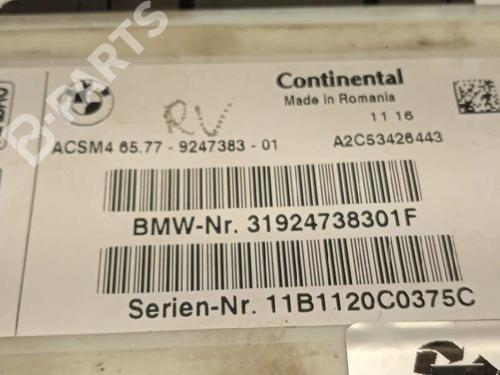 B-PARTS
BMW
RV
Continental
Made in Romania
11 16
ACSM4 65.77 - 9247383 - 01
A2C53426443
BMW-Nr. 31924738301F
Serien-Nr. 11B1120C0375C